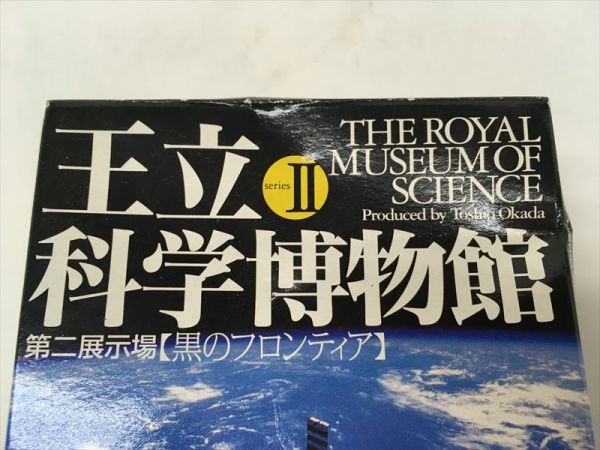 王立
series II
THE ROYAL
MUSEUM OF
SCIENCE
Produced by Toshio Okada
科学博物館
第二展示場【黒のフロンティア】